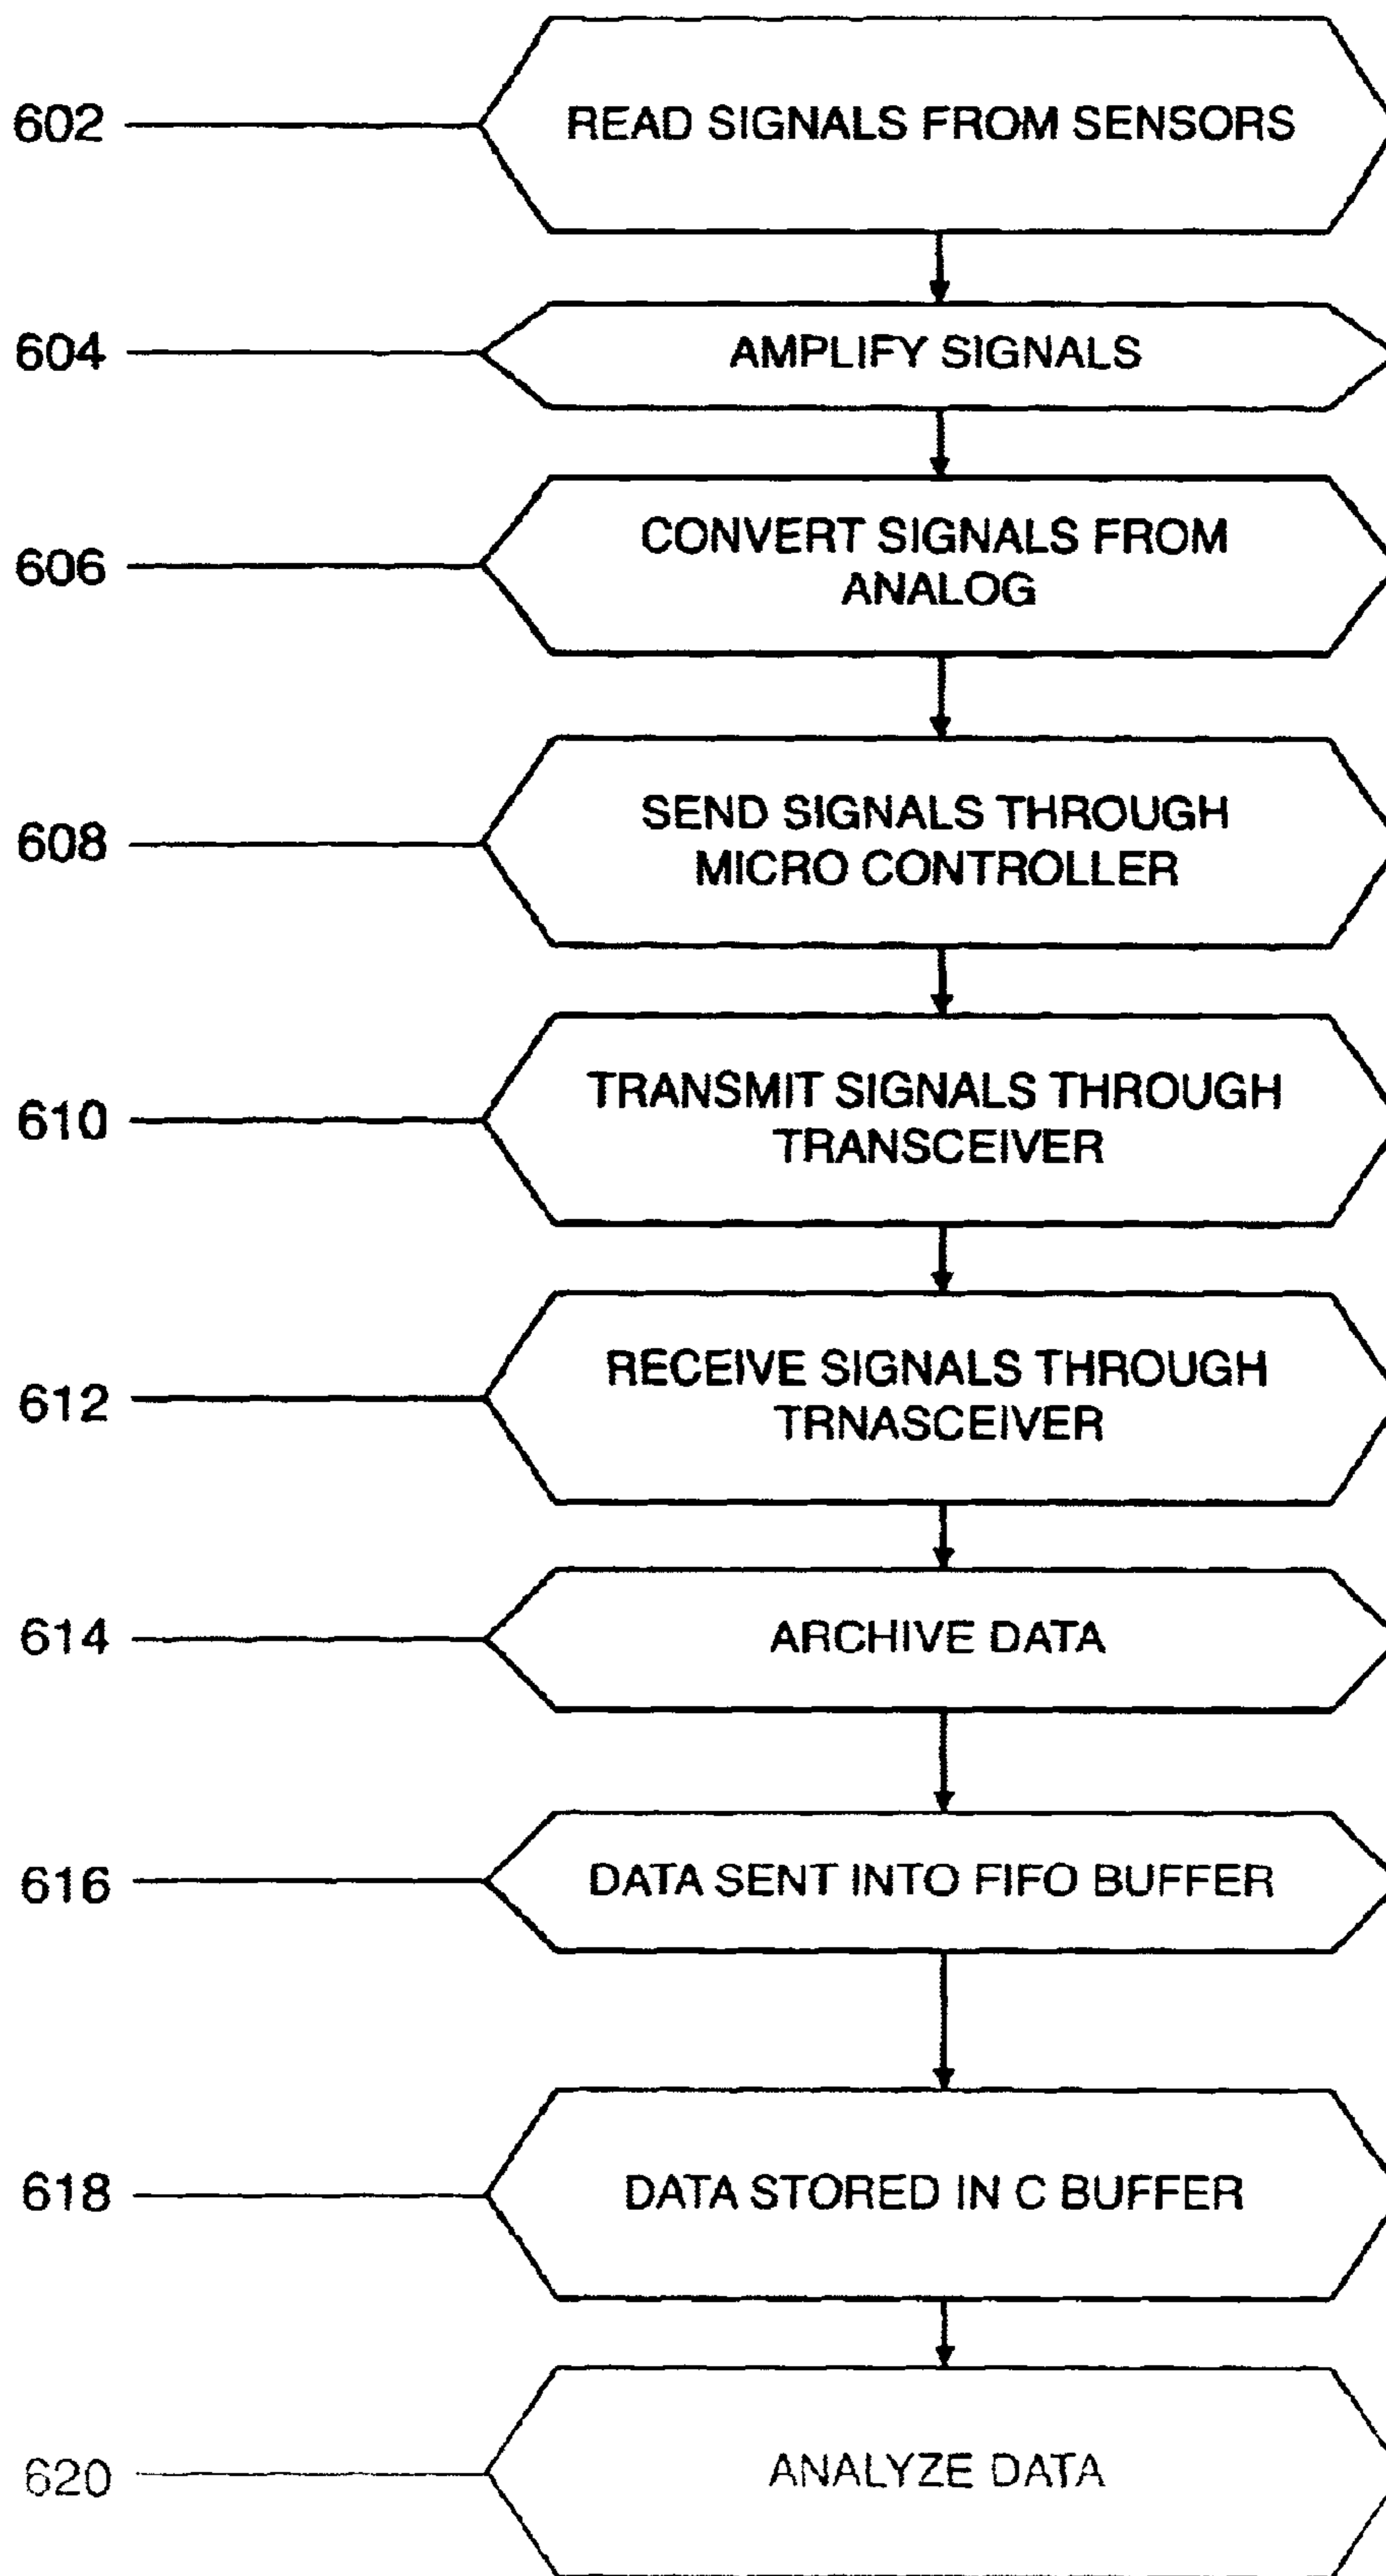 602
READ SIGNALS FROM SENSORS
604
AMPLIFY SIGNALS
606
CONVERT SIGNALS FROM
ANALOG
608
SEND SIGNALS THROUGH
MICRO CONTROLLER
610
TRANSMIT SIGNALS THROUGH
TRANSCEIVER
612
RECEIVE SIGNALS THROUGH
TRNASCEIVER
614
ARCHIVE DATA
616
DATA SENT INTO FIFO BUFFER
618
DATA STORED IN C BUFFER
620
ANALYZE DATA